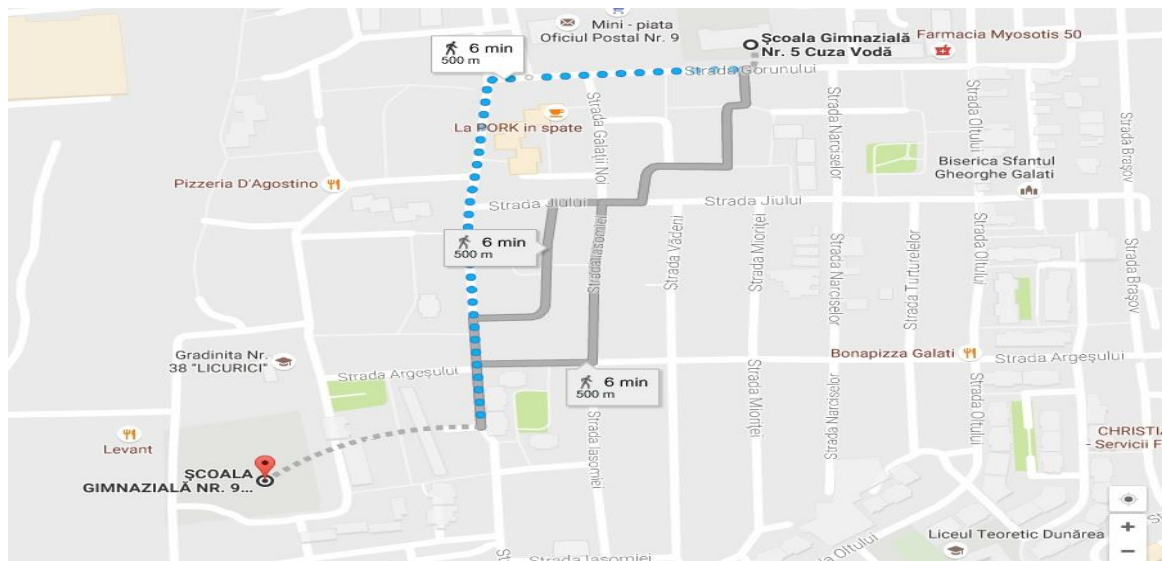 Mini - piata
Oficiul Postal Nr. 9
Școala Gimnazială
Nr. 5 Cuza Vodă
Farmacia Myosotis 50
6 min
500 m
Strada Gorunului
La PORK in spate
Strada Galații Noi
Strada Narciselor
Strada Oltului
Strada Brașov
Biserica Sfantul
Gheorghe Galati
Pizzeria D'Agostino
Strada Jiului
Strada Jiului
6 min
500 m
Strada Iasomiei
Strada Vădeni
Strada Mioriței
Strada Narciselor
Strada Turturelelor
Strada Oltului
Strada Brașov
Gradinita Nr.
38 "LICURICI"
Strada Argeșului
Bonapizza Galati
Strada Argeșului
6 min
500 m
Strada Iasomiei
Strada Mioriței
Strada Narciselor
Strada Oltului
Levant
CHRISTIA
- Servicii F
ȘCOALA
GIMNAZIALĂ NR. 9...
Liceul Teoretic Dunărea
Strada Iasomiei
Oltului
+
−